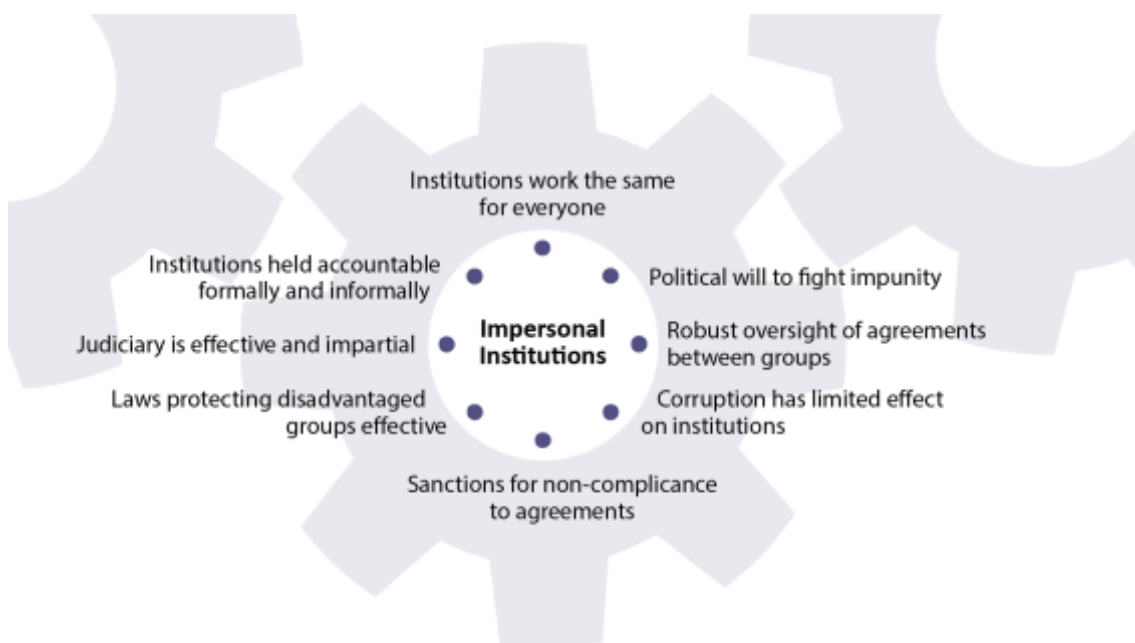 Institutions work the same
for everyone
Institutions held accountable
formally and informally
Political will to fight impunity
Impersonal
Institutions
Judiciary is effective and impartial
Robust oversight of agreements
between groups
Laws protecting disadvantaged
groups effective
Corruption has limited effect
on institutions
Sanctions for non-complicance
to agreements